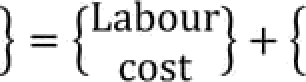 } = {Labour cost} + {